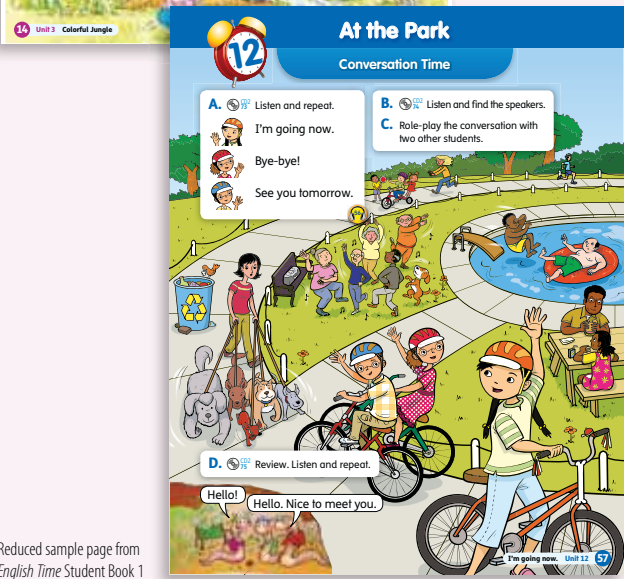 14 Unit 3 Colorful Jungle
12
At the Park
Conversation Time
A. CD2 73 Listen and repeat.
I'm going now.
Bye-bye!
See you tomorrow.
B. CD2 74 Listen and find the speakers.
C. Role-play the conversation with
two other students.
D. CD2 75 Review. Listen and repeat.
Hello!
Hello. Nice to meet you.
I'm going now. Unit 12 57
Reduced sample page from
English Time Student Book 1